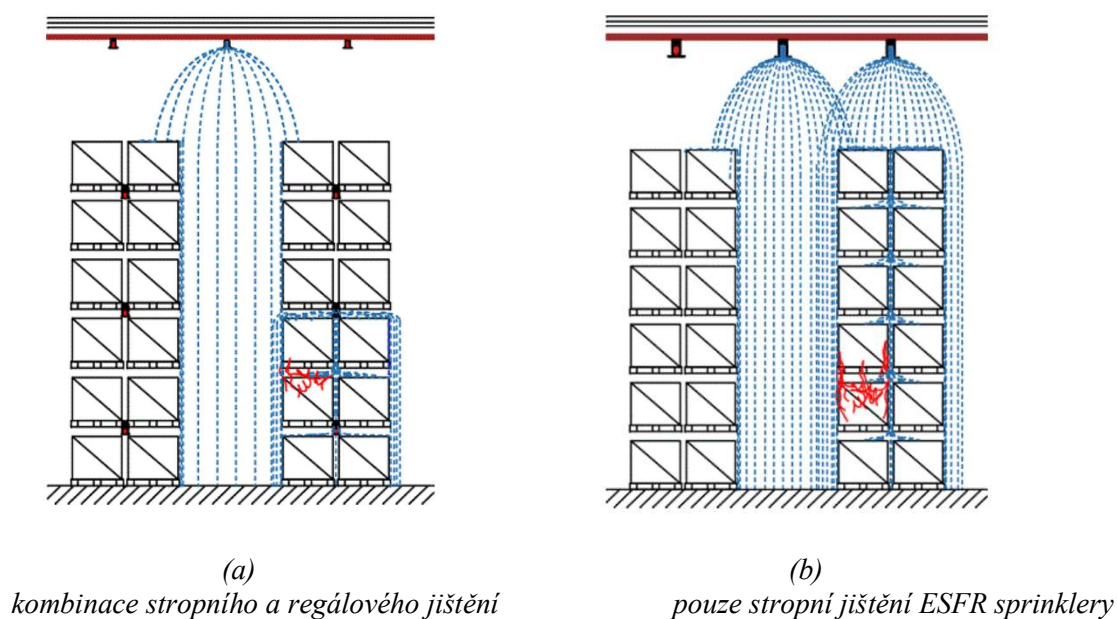 (a)
kombinace stropního a regálového jištění
(b)
pouze stropní jištění ESFR sprinklery